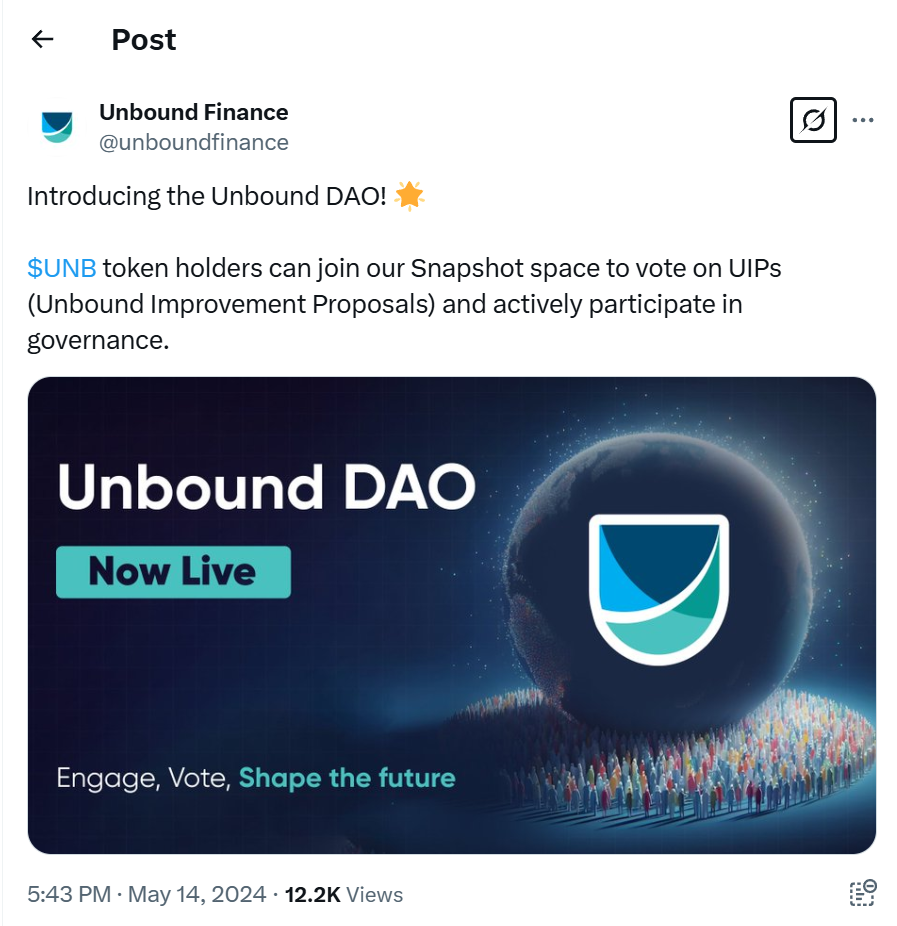 Post
Unbound Finance
@unboundfinance
Introducing the Unbound DAO! 🌟
$UNB token holders can join our Snapshot space to vote on UIPs
(Unbound Improvement Proposals) and actively participate in
governance.
Unbound DAO
Now Live
Engage, Vote, Shape the future
5:43 PM · May 14, 2024 · 12.2K Views